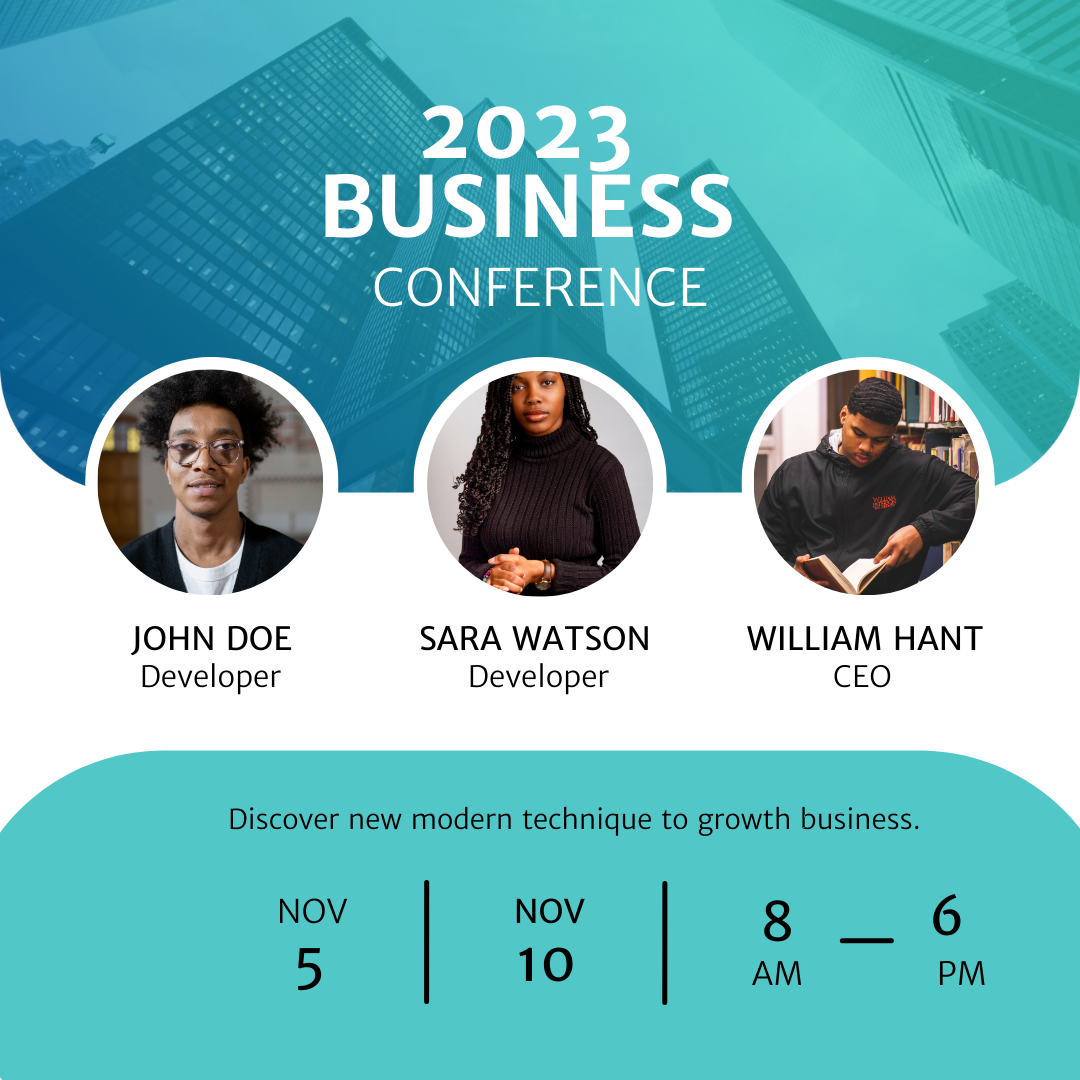 2023
BUSINESS
CONFERENCE
JOHN DOE
Developer
SARA WATSON
Developer
WILLIAM HANT
CEO
Discover new modern technique to growth business.
NOV
5
NOV
10
8 — 6
AM PM